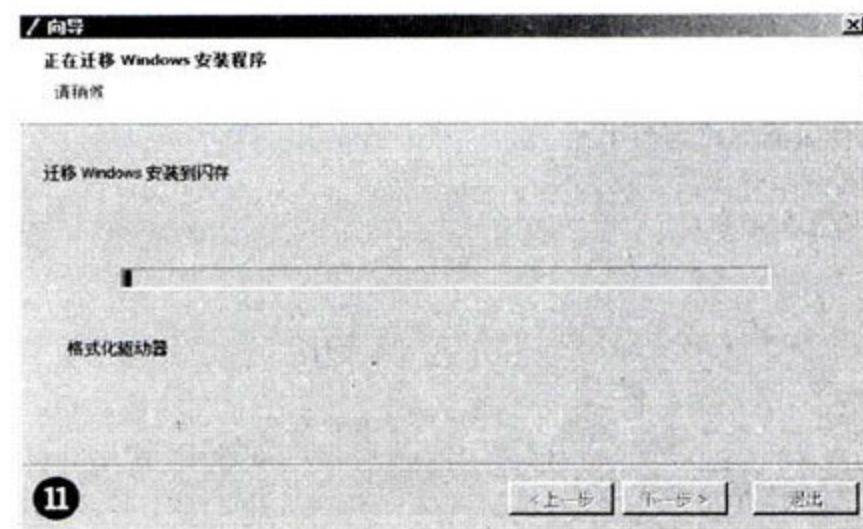 向导
正在迁移 Windows 安装程序
请稍候
迁移 Windows 安装到闪存
格式化驱动器
11
<上一步 下一步> 退出